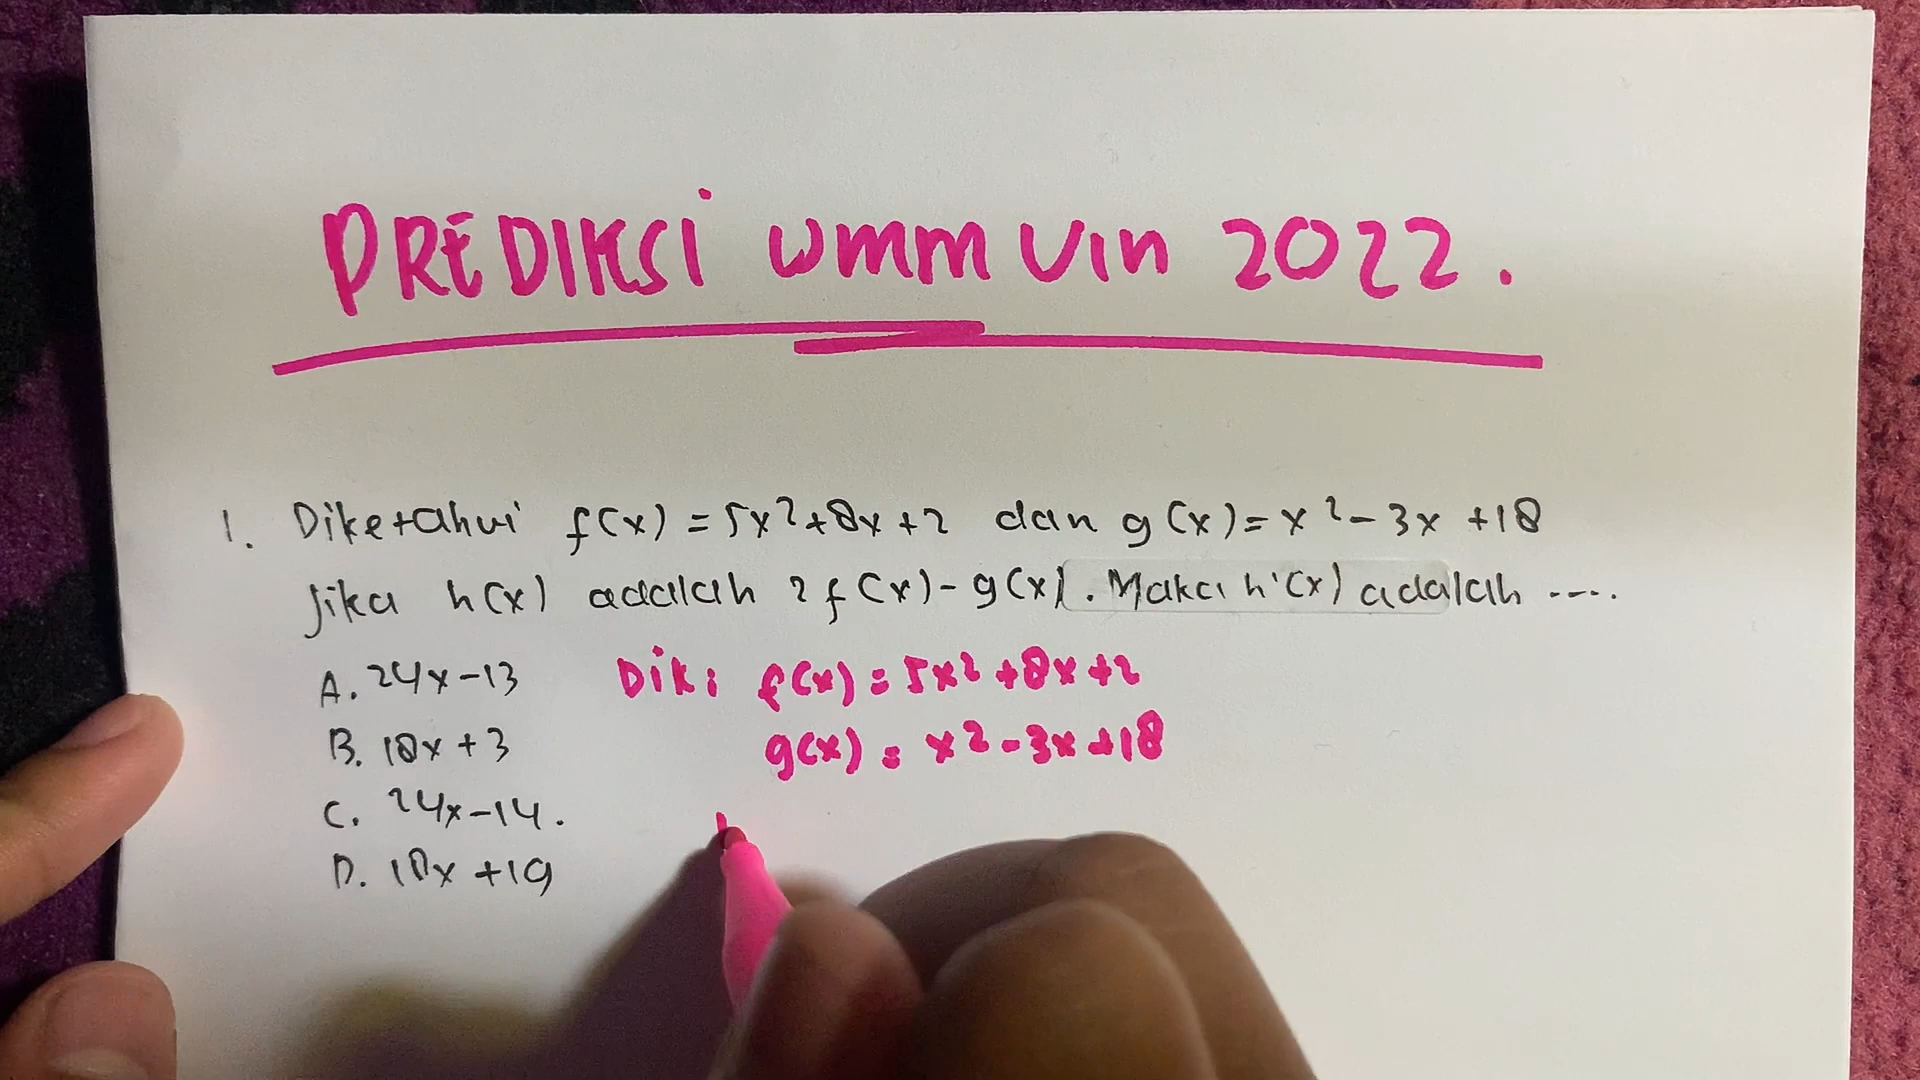 PREDIKSI UMM UIN 2022.
1. Diketahui f(x) = 5x²+8x+2 dan g(x)= x²-3x+18
Jika h(x) adalah 2f(x)-g(x). Maka h'(x) adalah ....
A. 24x-13
B. 18x+3
C. 24x-14.
D. 18x+19
Dik: f(x) = 5x²+8x+2
g(x) = x²-3x+18